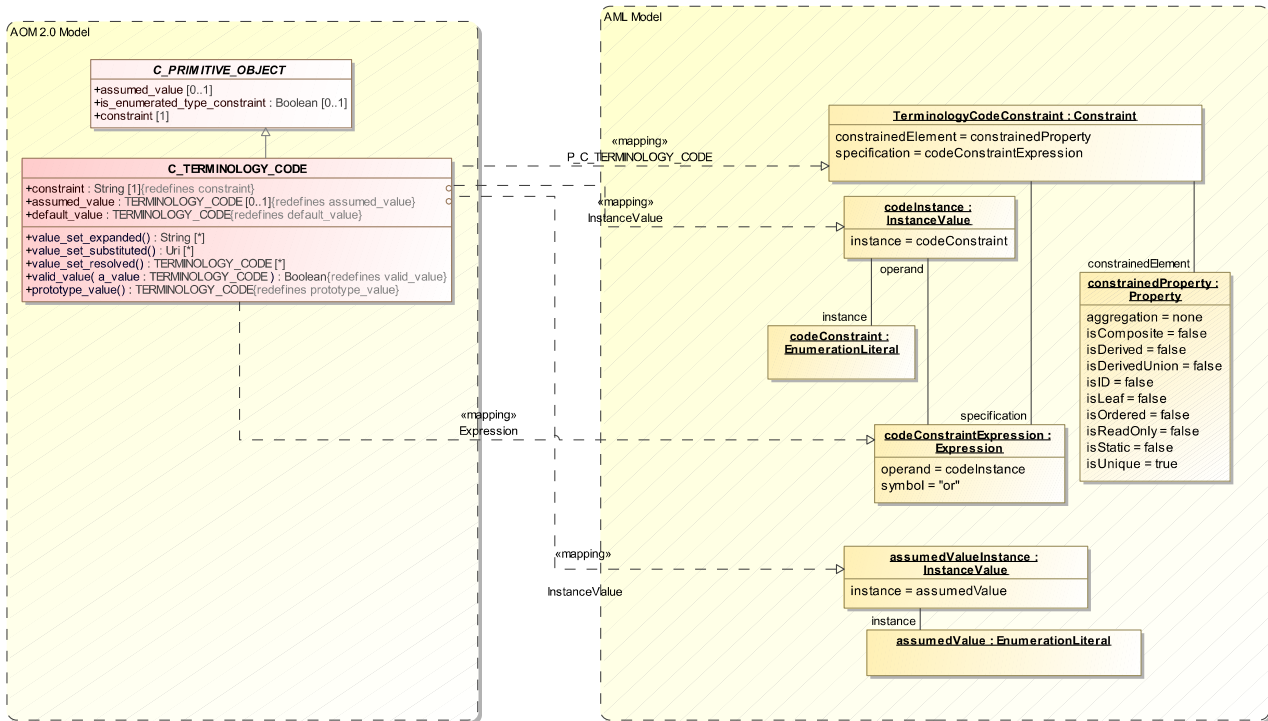 AOM 2.0 Model
C_PRIMITIVE_OBJECT
+assumed_value [0..1]
+is_enumerated_type_constraint : Boolean [0..1]
+constraint [1]
C_TERMINOLOGY_CODE
+constraint : String [1]{redefines constraint}
+assumed_value : TERMINOLOGY_CODE [0..1]{redefines assumed_value}
+default_value : TERMINOLOGY_CODE{redefines default_value}
+value_set_expanded() : String [*]
+value_set_substituted() : Uri [*]
+value_set_resolved() : TERMINOLOGY_CODE [*]
+valid_value( a_value : TERMINOLOGY_CODE ) : Boolean{redefines valid_value}
+prototype_value() : TERMINOLOGY_CODE{redefines prototype_value}
«mapping»
P_C_TERMINOLOGY_CODE
«mapping»
InstanceValue
«mapping»
Expression
«mapping»
InstanceValue
AML Model
TerminologyCodeConstraint : Constraint
constrainedElement = constrainedProperty
specification = codeConstraintExpression
codeInstance :
InstanceValue
instance = codeConstraint
operand
instance
codeConstraint :
EnumerationLiteral
constrainedElement
constrainedProperty :
Property
aggregation = none
isComposite = false
isDerived = false
isDerivedUnion = false
isID = false
isLeaf = false
isOrdered = false
isReadOnly = false
isStatic = false
isUnique = true
specification
codeConstraintExpression :
Expression
operand = codeInstance
symbol = "or"
assumedValueInstance :
InstanceValue
instance = assumedValue
instance
assumedValue : EnumerationLiteral